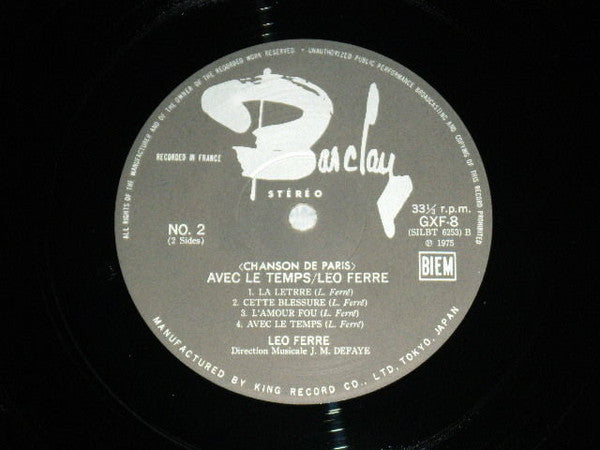 ALL RIGHTS OF THE MANUFACTURER AND OF THE OWNER OF THE RECORDED WORK RESERVED. - UNAUTHORIZED PUBLIC PERFORMANCE BROADCASTING AND COPYING OF THIS RECORD PROHIBITED
Barclay
RECORDED IN FRANCE
STÉRÉO
NO. 2
(2 Sides)
33⅓ r.p.m.
GXF-8
(SILBT 6253) B
℗ 1975
BIEM
〈CHANSON DE PARIS〉
AVEC LE TEMPS/LEO FERRE
1. LA LETRRE (L. Ferré)
2. CETTE BLESSURE (L. Ferré)
3. L'AMOUR FOU (L. Ferré)
4. AVEC LE TEMPS (L. Ferré)
LEO FERRE
Direction Musicale J. M. DEFAYE
MANUFACTURED BY KING RECORD CO., LTD, TOKYO, JAPAN